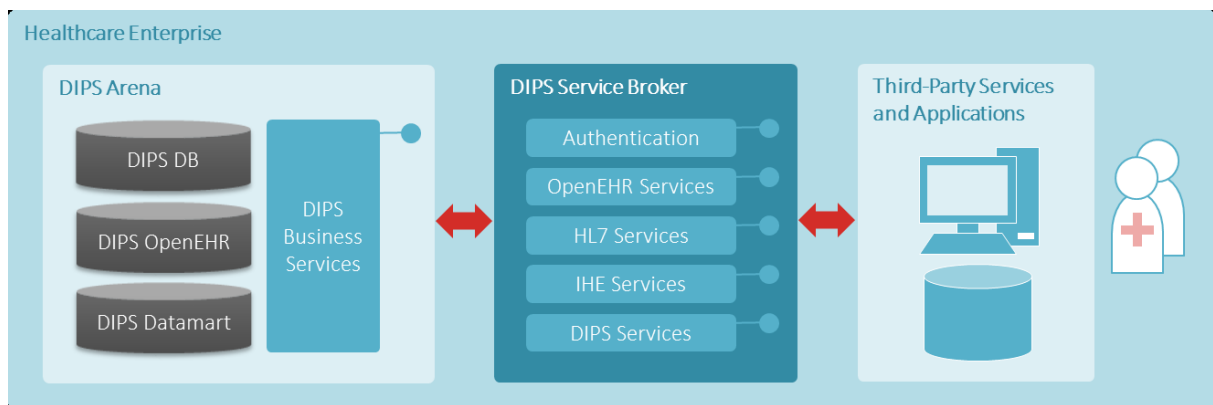 Healthcare Enterprise
DIPS Arena
DIPS DB
DIPS OpenEHR
DIPS Datamart
DIPS
Business
Services
DIPS Service Broker
Authentication
OpenEHR Services
HL7 Services
IHE Services
DIPS Services
Third-Party Services
and Applications